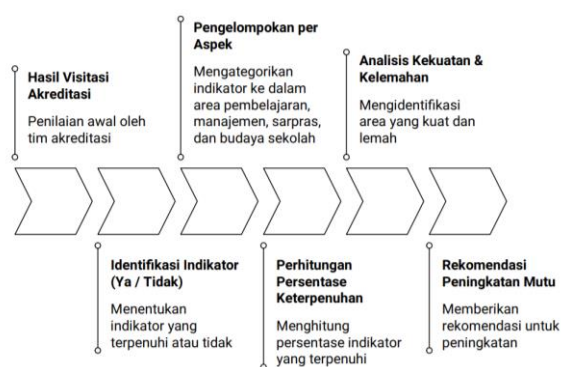 Hasil Visitasi
Akreditasi
Penilaian awal oleh
tim akreditasi
Pengelompokan per
Aspek
Mengategorikan
indikator ke dalam
area pembelajaran,
manajemen, sarpras,
dan budaya sekolah
Analisis Kekuatan &
Kelemahan
Mengidentifikasi
area yang kuat dan
lemah
Identifikasi Indikator
(Ya / Tidak)
Menentukan
indikator yang
terpenuhi atau tidak
Perhitungan
Persentase
Keterpenuhan
Menghitung
persentase indikator
yang terpenuhi
Rekomendasi
Peningkatan Mutu
Memberikan
rekomendasi untuk
peningkatan